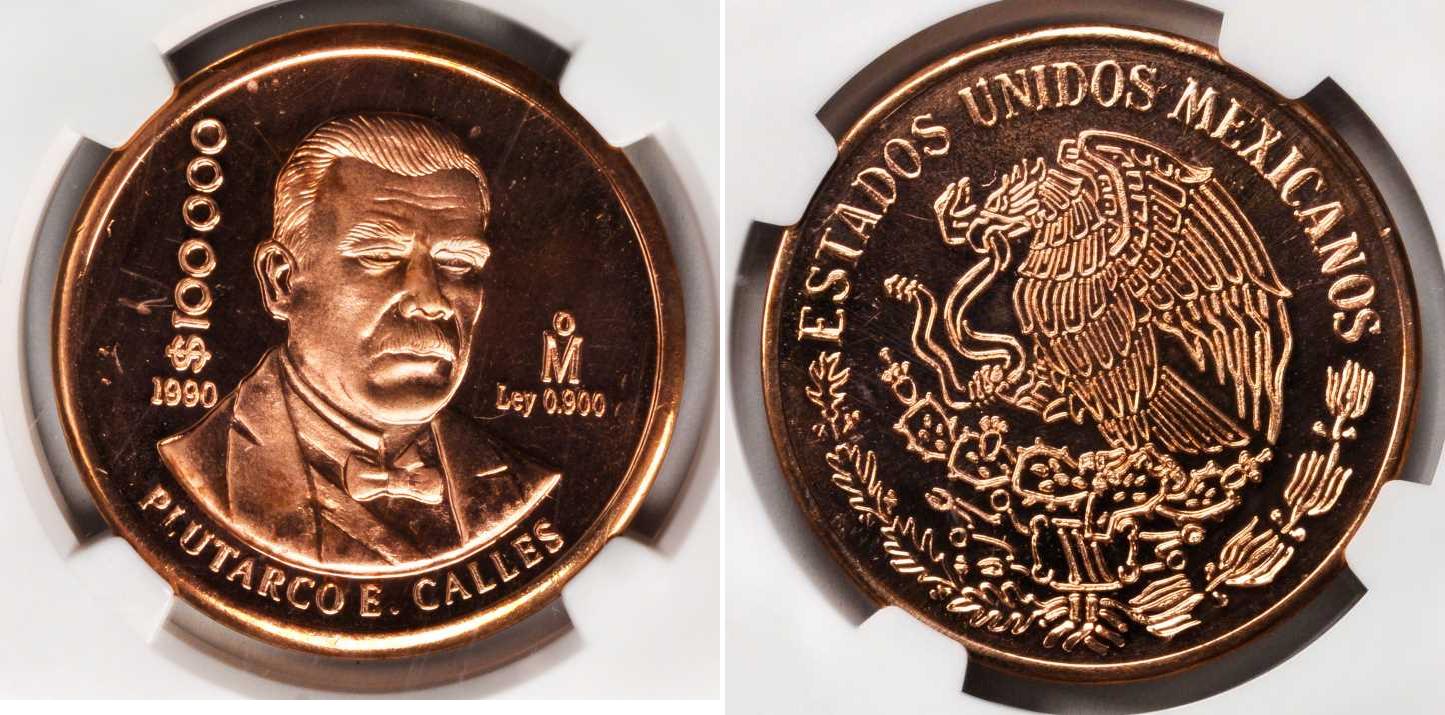 $100000
1990
Mo
Ley 0.900
PLUTARCO E. CALLES
ESTADOS UNIDOS MEXICANOS